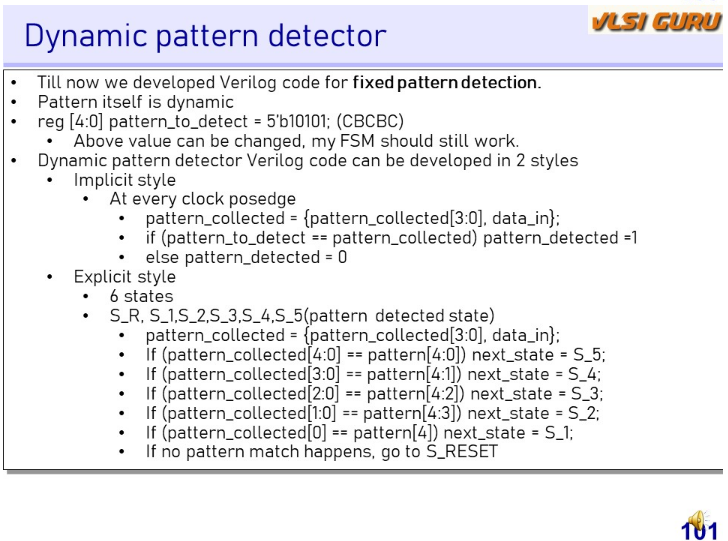 Dynamic pattern detector
VLSI GURU
• Till now we developed Verilog code for fixed pattern detection.
• Pattern itself is dynamic
• reg [4:0] pattern_to_detect = 5'b10101; (CBCBC)
• Above value can be changed, my FSM should still work.
• Dynamic pattern detector Verilog code can be developed in 2 styles
• Implicit style
• At every clock posedge
• pattern_collected = {pattern_collected[3:0], data_in};
• if (pattern_to_detect == pattern_collected) pattern_detected =1
• else pattern_detected = 0
• Explicit style
• 6 states
• S_R, S_1,S_2,S_3,S_4,S_5(pattern detected state)
• pattern_collected = {pattern_collected[3:0], data_in};
• If (pattern_collected[4:0] == pattern[4:0]) next_state = S_5;
• If (pattern_collected[3:0] == pattern[4:1]) next_state = S_4;
• If (pattern_collected[2:0] == pattern[4:2]) next_state = S_3;
• If (pattern_collected[1:0] == pattern[4:3]) next_state = S_2;
• If (pattern_collected[0] == pattern[4]) next_state = S_1;
• If no pattern match happens, go to S_RESET
101